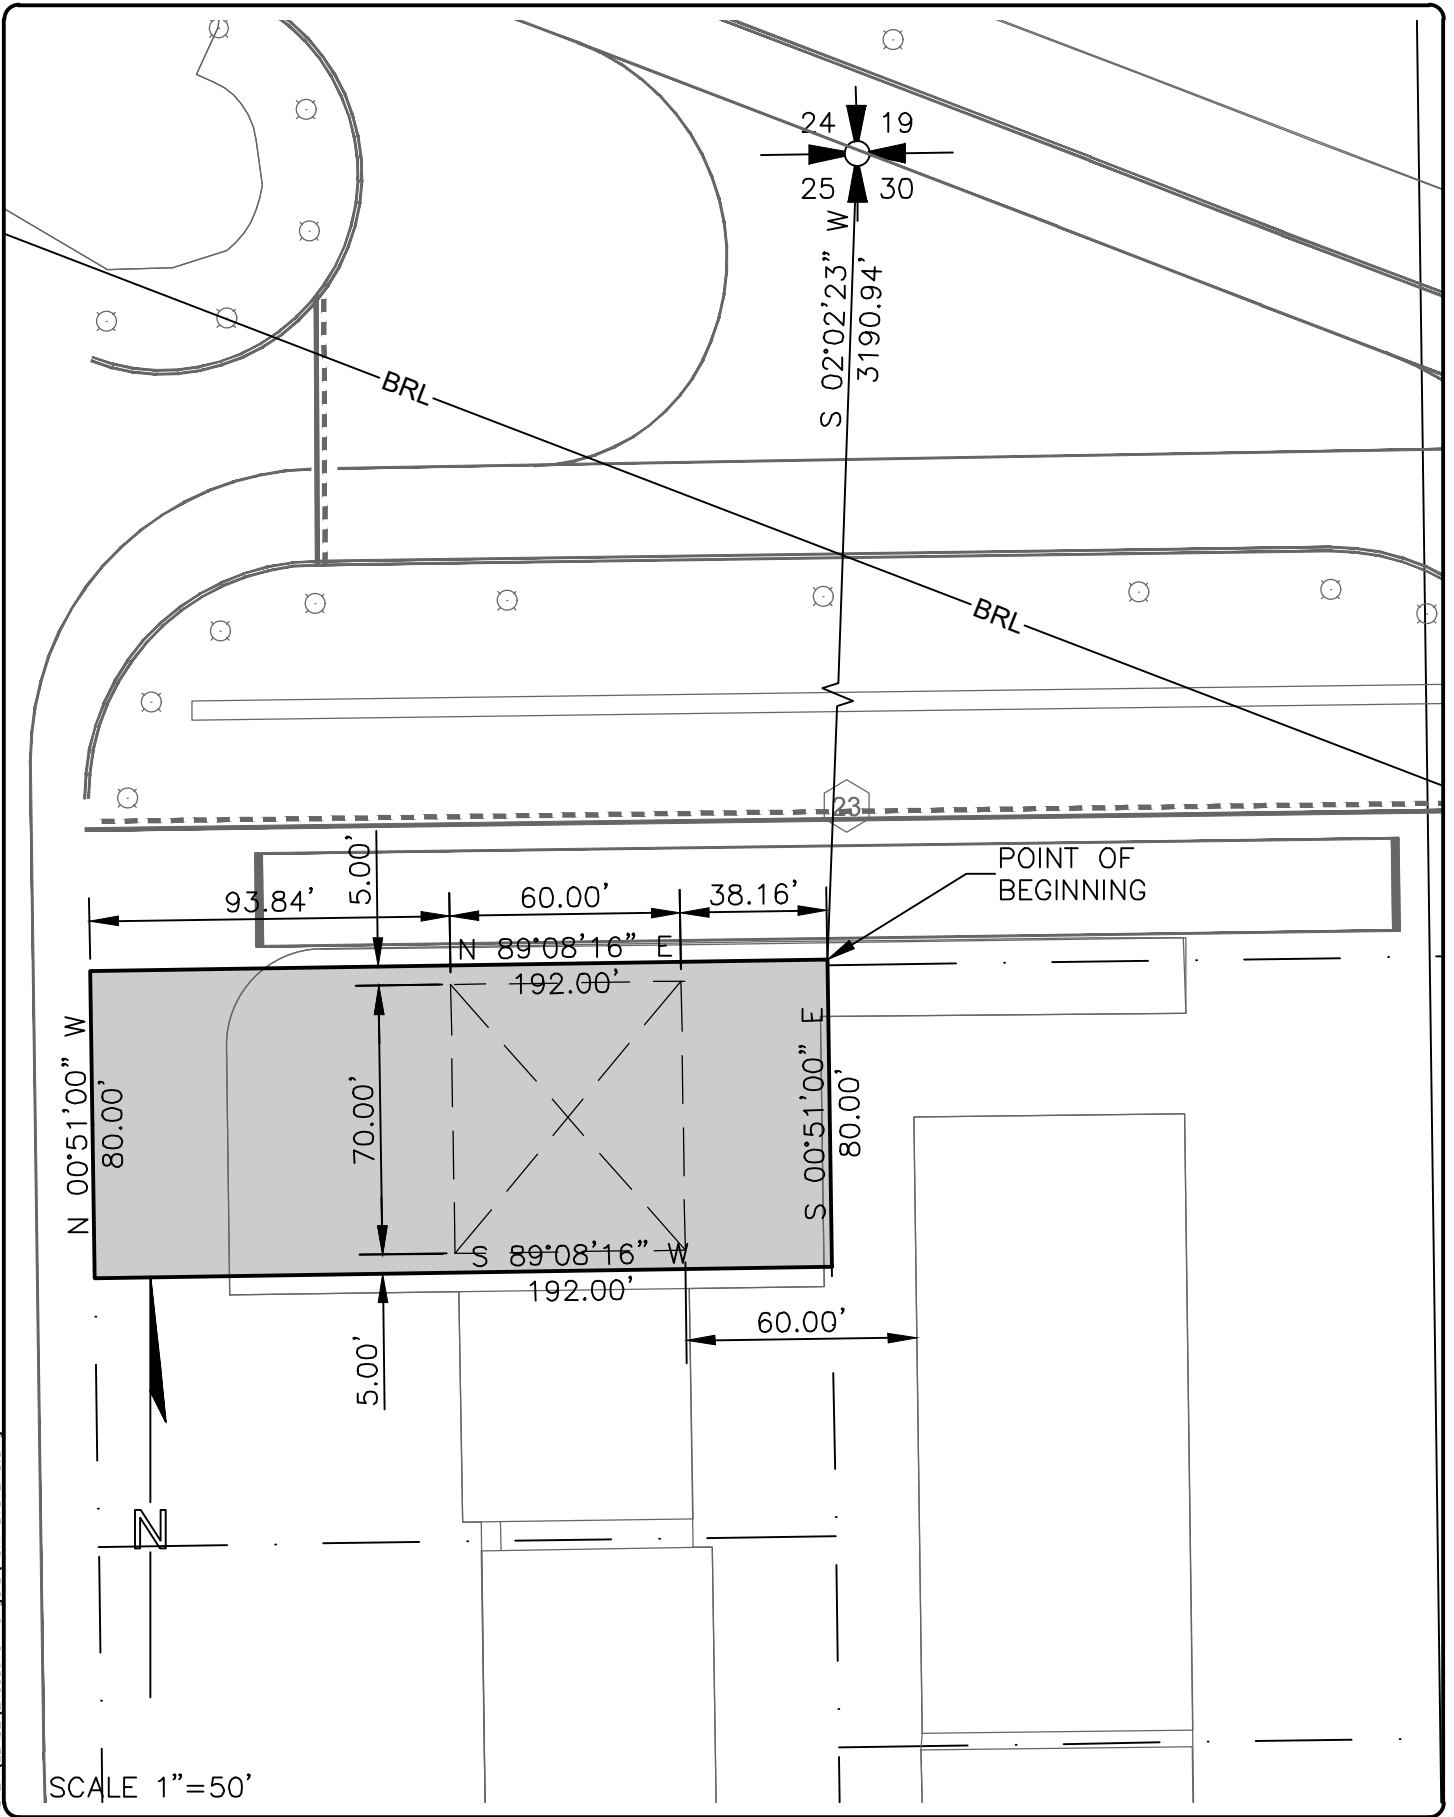 24 19
25 30
S 02°02'23" W
3190.94'
BRL
BRL
23
POINT OF
BEGINNING
5.00'
93.84'
60.00'
38.16'
N 89°08'16" E
192.00'
N 00°51'00" W
80.00'
70.00'
S 00°51'00" E
80.00'
S 89°08'16" W
192.00'
60.00'
5.00'
N
SCALE 1"=50'